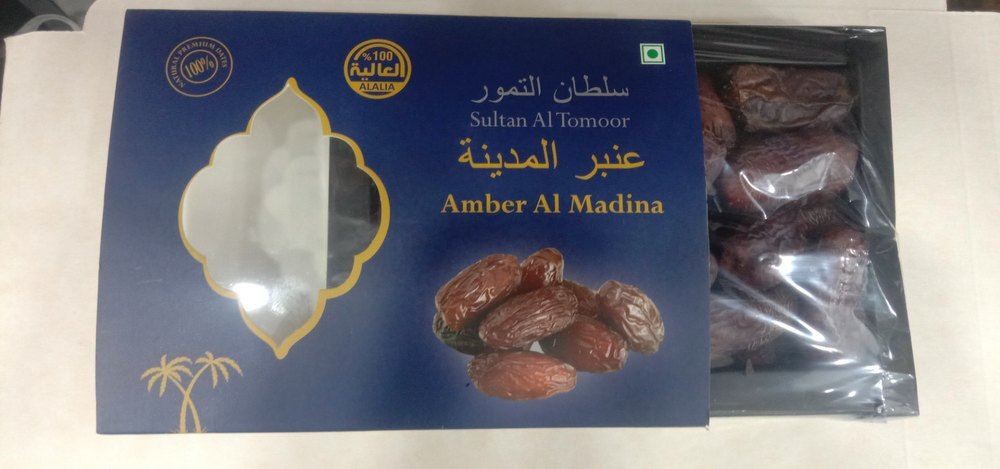 NATURAL PREMIUM DATES
100%
%100
العالية
ALALIA
سلطان التمور
Sultan Al Tomoor
عنبر المدينة
Amber Al Madina